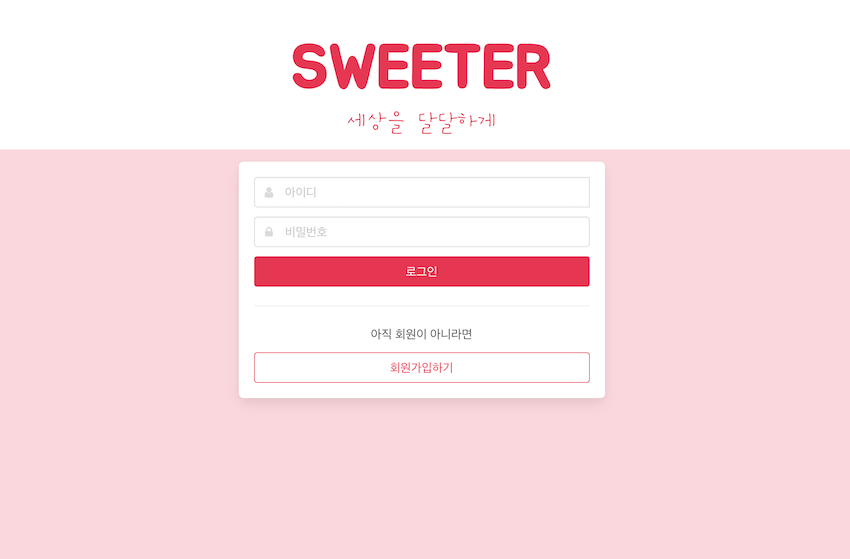 SWEETER
세상을 달달하게
아이디
비밀번호
로그인
아직 회원이 아니라면
회원가입하기